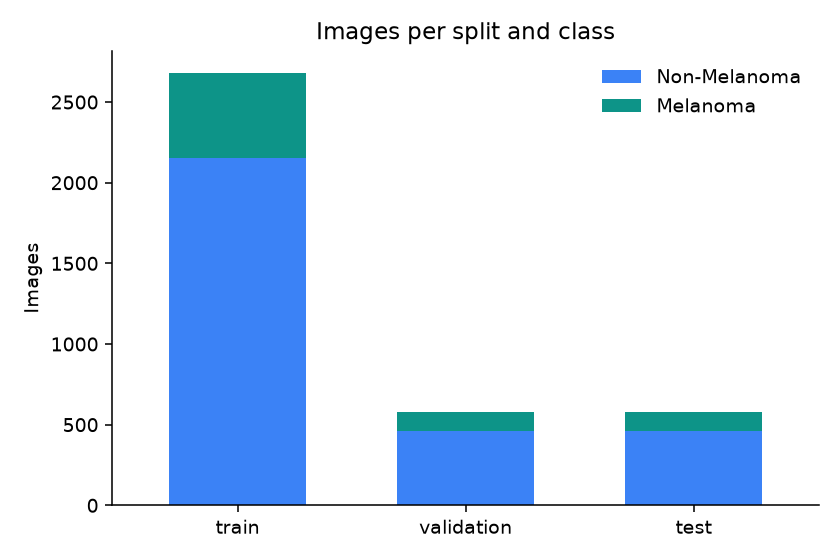 Images per split and class
Non-Melanoma
Melanoma
2500
2000
1500
1000
500
0
Images
train
validation
test